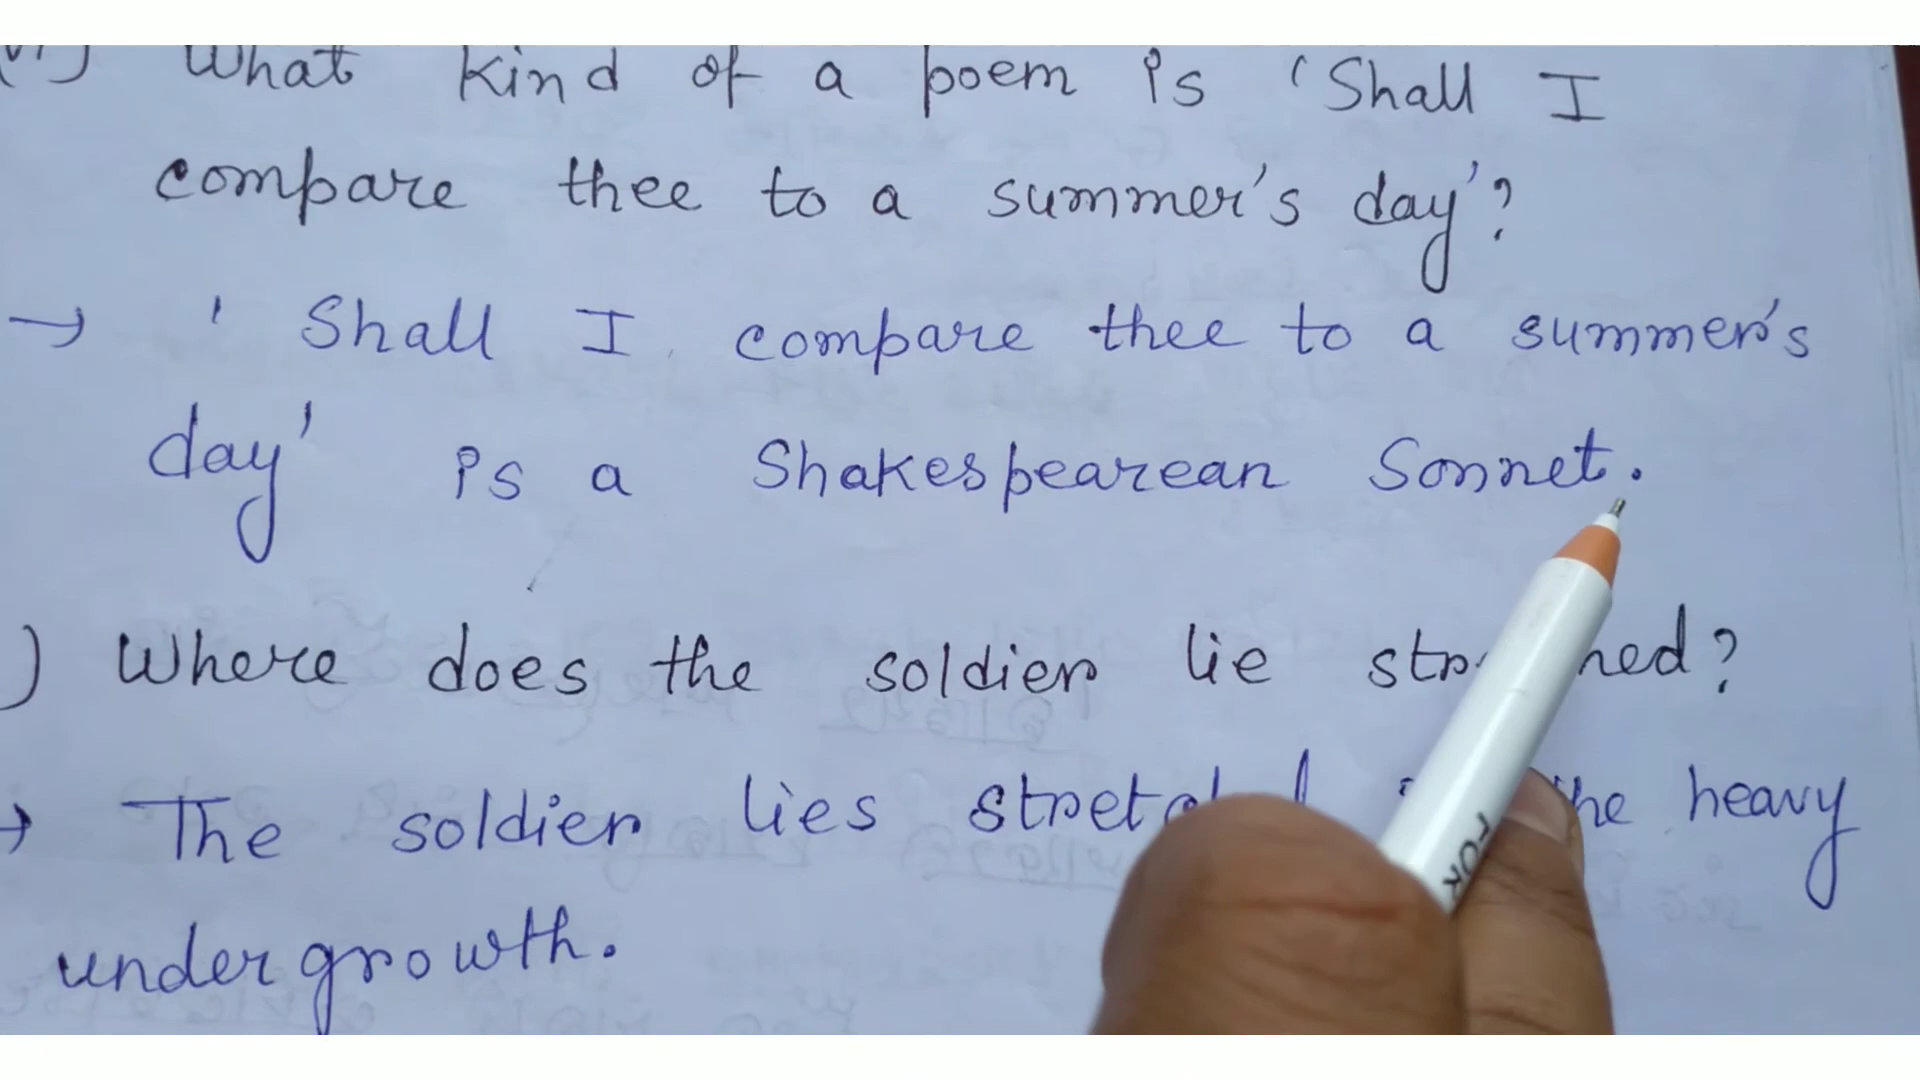 What kind of a poem is 'Shall I
compare thee to a summer's day'?
→ 'Shall I compare thee to a summer's
day' is a Shakespearean Sonnet.
) Where does the soldier lie ?
→ The soldier lies heavy
undergrowth.